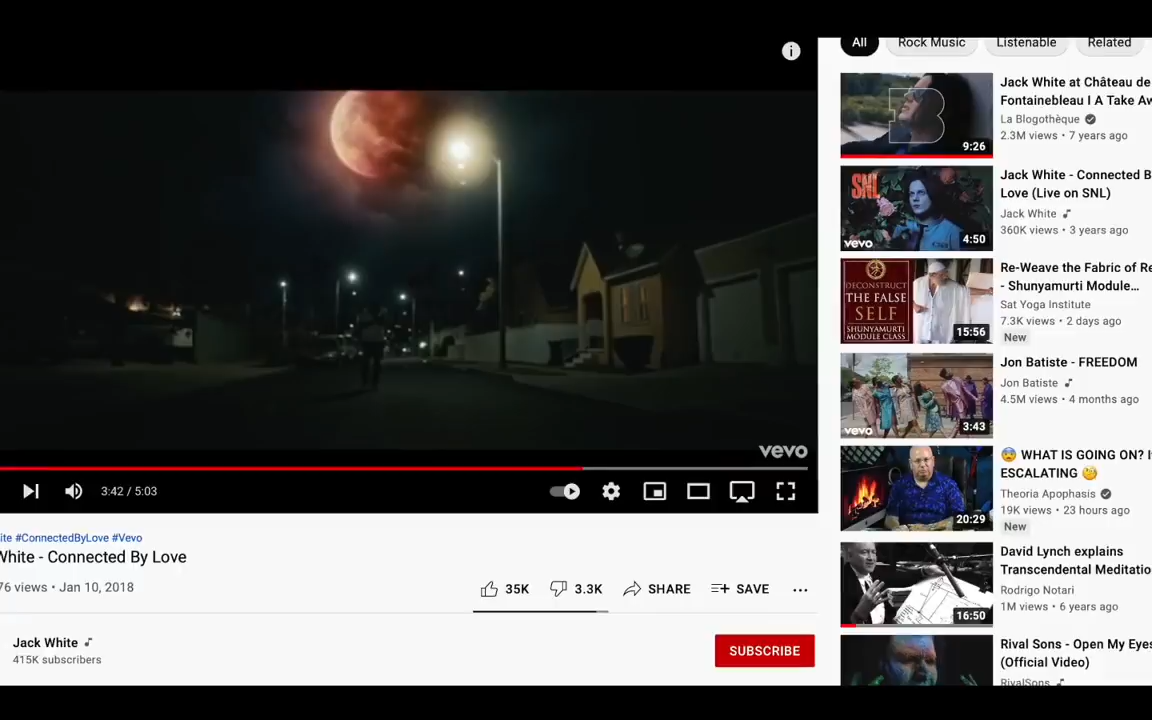 All
Rock Music
Listenable
Related
Jack White at Château de
Fontainebleau I A Take Aw
La Blogothèque
2.3M views • 7 years ago
9:26
SNL
vevo
4:50
Jack White - Connected B
Love (Live on SNL)
Jack White
360K views • 3 years ago
DECONSTRUCT
THE FALSE
SELF
SHUNYAMURTI
MODULE CLASS
15:56
Re-Weave the Fabric of Re
- Shunyamurti Module…
Sat Yoga Institute
7.3K views • 2 days ago
New
vevo
3:43
Jon Batiste - FREEDOM
Jon Batiste
4.5M views • 4 months ago
20:29
😨 WHAT IS GOING ON? I
ESCALATING 🧐
Theoria Apophasis
19K views • 23 hours ago
New
16:50
David Lynch explains
Transcendental Meditatio
Rodrigo Notari
1M views • 6 years ago
Rival Sons - Open My Eyes
(Official Video)
RivalSons
vevo
3:42 / 5:03
ite #ConnectedByLove #Vevo
White - Connected By Love
76 views • Jan 10, 2018
35K
3.3K
SHARE
SAVE
Jack White
415K subscribers
SUBSCRIBE